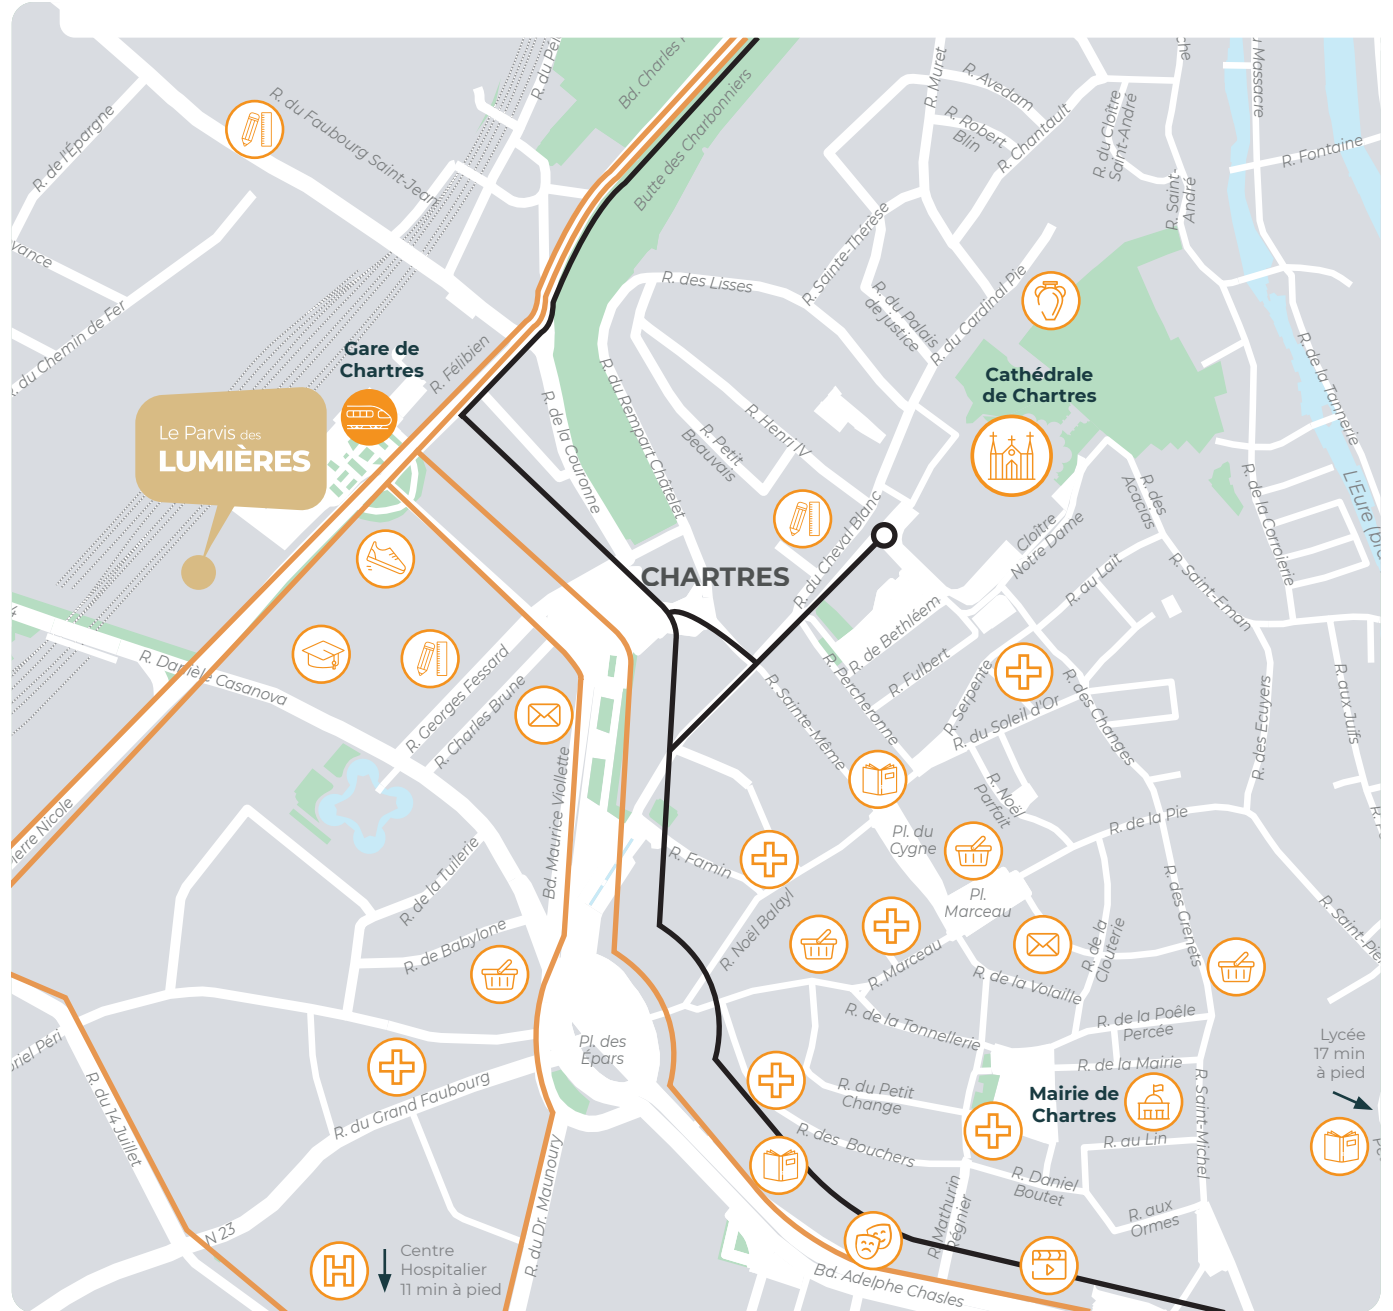 R. du Faubourg Saint-Jean
R. de l'Épargne
R. du Chemin de Fer
Bd. Charles
Butte des Charbonniers
R. Muret
R. Avedam
R. Robert
Blin
R. Chantault
R. du Cloître
Saint-André
R. Saint-
André
Massacre
R. Fontaine
R. Sainte-Thérèse
R. des Lisses
R. du Palais
de justice
R. du Cardinal Pie
Gare de
Chartres
R. Félibien
Le Parvis des
LUMIÈRES
R. de la Couronne
R. du Rempart Châtelet
R. Petit
Beauvais
R. Henri IV
Cathédrale
de Chartres
R. de la Tannerie
L'Eure
R. de la Corroierie
R. des
Acacias
Cloître
Notre Dame
R. du Cheval Blanc
CHARTRES
R. au Lait
R. Saint-Eman
R. de Bethléem
R. Fulbert
R. Percheronne
R. Sainte-Même
R. Serpente
R. du Soleil d'Or
R. des Changes
R. des Ecuyers
R. aux Juifs
R. Danièle Casanova
R. Georges Fessard
R. Charles Brune
Bd. Maurice Viollette
R. Noël
Parfait
R. de la Pie
Pl. du
Cygne
Pl.
Marceau
R. Famin
R. Noël Balayl
R. de la Tuilerie
R. de Babylone
R. Marceau
R. de la Volaille
R. de la
Clouterie
R. des Grenets
R. de la Tonnellerie
R. de la Poêle
Percée
R. de la Mairie
Mairie de
Chartres
R. Saint-Michel
Lycée
17 min
à pied
Pl. des
Épars
R. du Petit
Change
R. des Bouchers
R. au Lin
R. Daniel
Boutet
R. aux
Ormes
R. Mathurin
Régnier
R. du Grand Faubourg
R. du 14 Juillet
N 23
Centre
Hospitalier
11 min à pied
R. du Dr. Maunoury
Bd. Adelphe Chasles